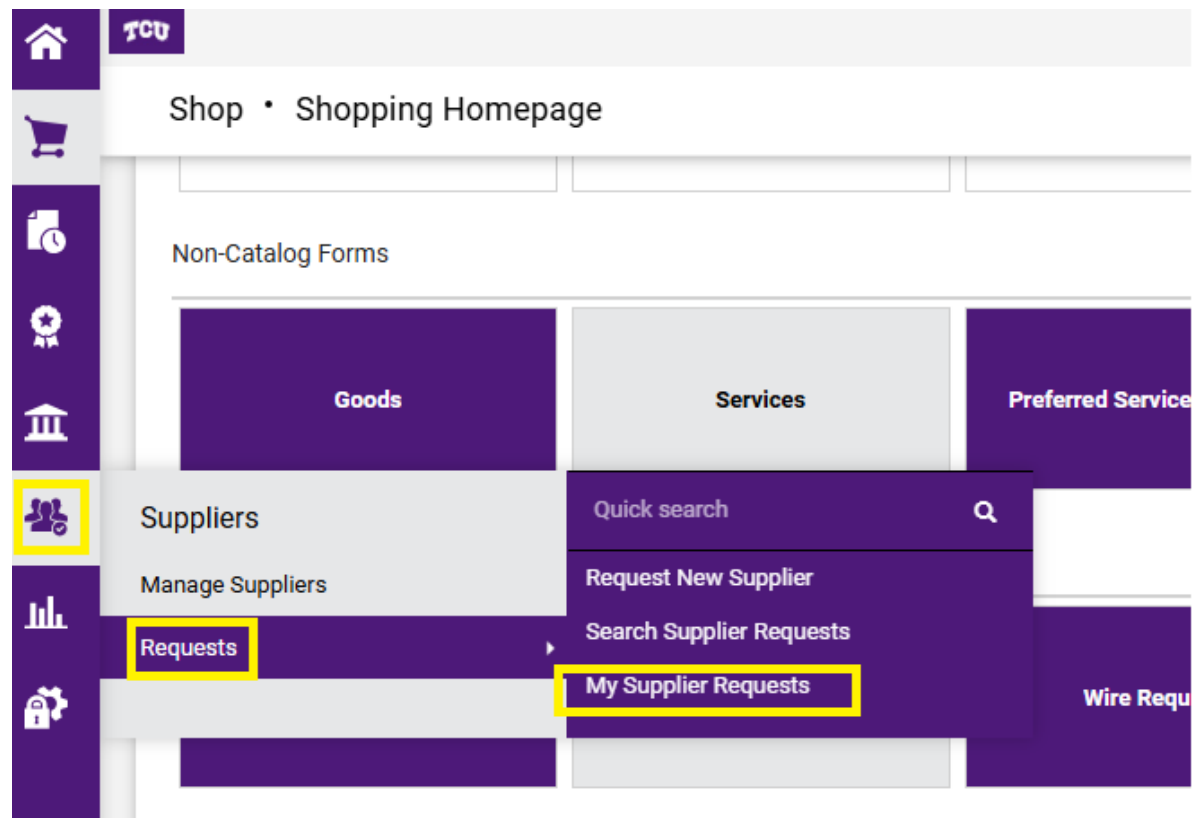 TCU
Shop • Shopping Homepage
Non-Catalog Forms
Goods
Services
Preferred Service
Suppliers
Quick search
Manage Suppliers
Request New Supplier
Requests
Search Supplier Requests
My Supplier Requests
Wire Requ